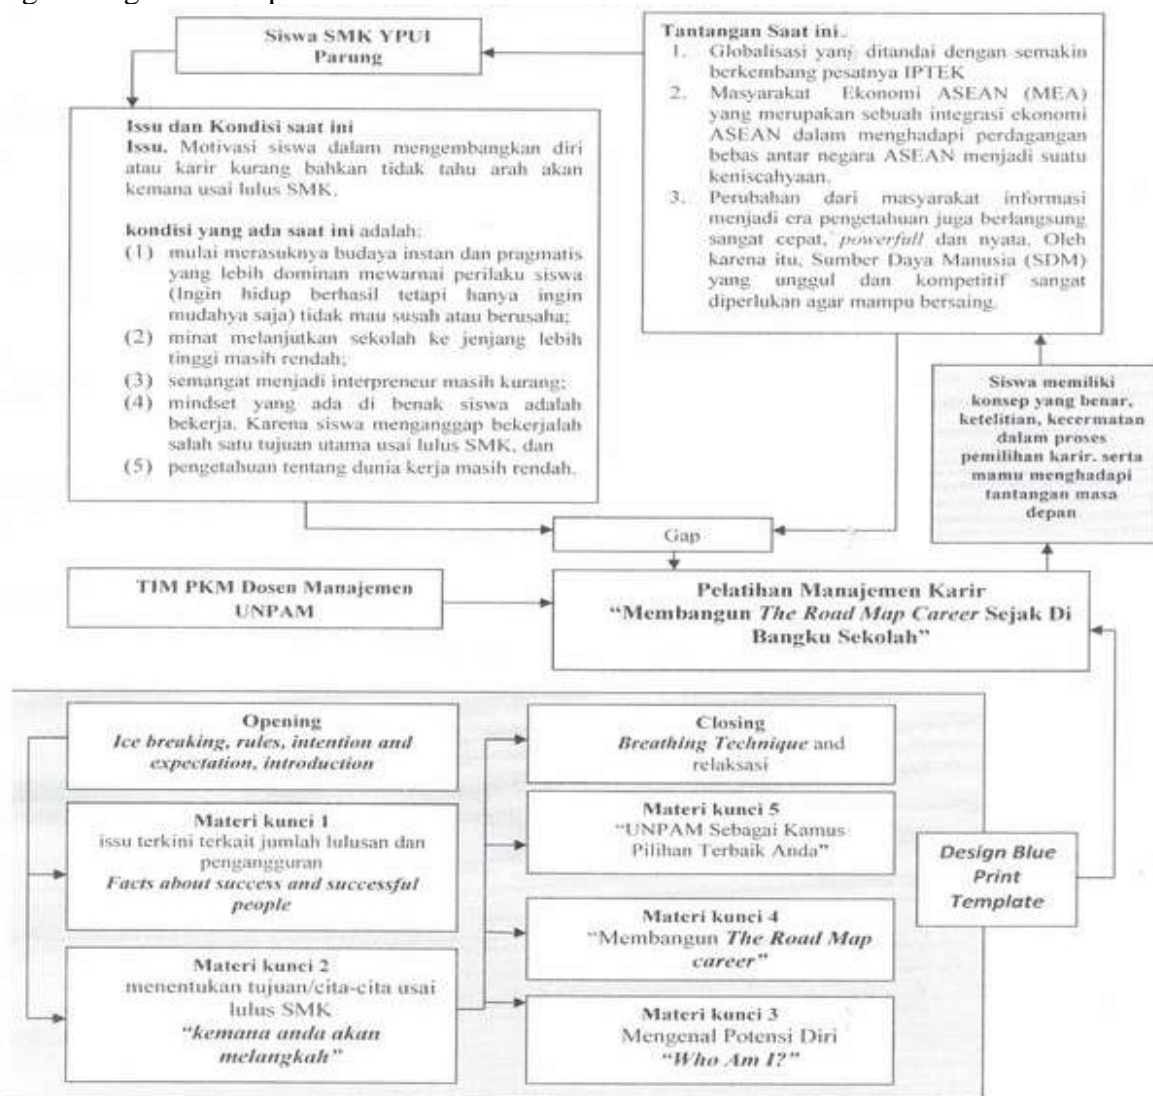 Siswa SMK YPUI
Parung
Tantangan Saat ini..
1. Globalisasi yang ditandai dengan semakin
berkembang pesatnya IPTEK
2. Masyarakat Ekonomi ASEAN (MEA)
yang merupakan sebuah integrasi ekonomi
ASEAN dalam menghadapi perdagangan
bebas antar negara ASEAN menjadi suatu
keniscahyaan.
3. Perubahan dari masyarakat informasi
menjadi era pengetahuan juga berlangsung
sangat cepat, powerfull dan nyata. Oleh
karena itu, Sumber Daya Manusia (SDM)
yang unggul dan kompetitif sangat
diperlukan agar mampu bersaing.
Issu dan Kondisi saat ini
Issu. Motivasi siswa dalam mengembangkan diri
atau karir kurang bahkan tidak tahu arah akan
kemana usai lulus SMK.
kondisi yang ada saat ini adalah:
(1) mulai merasuknya budaya instan dan pragmatis
yang lebih dominan mewarnai perilaku siswa
(Ingin hidup berhasil tetapi hanya ingin
mudahya saja) tidak mau susah atau berusaha;
(2) minat melanjutkan sekolah ke jenjang lebih
tinggi masih rendah;
(3) semangat menjadi interpreneur masih kurang;
(4) mindset yang ada di benak siswa adalah
bekerja. Karena siswa menganggap bekerjalah
salah satu tujuan utama usai lulus SMK, dan
(5) pengetahuan tentang dunia kerja masih rendah.
Siswa memiliki
konsep yang benar,
ketelitian, kecermatan
dalam proses
pemilihan karir. serta
mamu menghadapi
tantangan masa
depan
Gap
TIM PKM Dosen Manajemen
UNPAM
Pelatihan Manajemen Karir
“Membangun The Road Map Career Sejak Di
Bangku Sekolah”
Opening
Ice breaking, rules, intention and
expectation, introduction
Materi kunci 1
issu terkini terkait jumlah lulusan dan
pengangguran
Facts about success and successful
people
Materi kunci 2
menentukan tujuan/cita-cita usai
lulus SMK
“kemana anda akan
melangkah”
Closing
Breathing Technique and
relaksasi
Materi kunci 5
“UNPAM Sebagai Kamus
Pilihan Terbaik Anda”
Materi kunci 4
“Membangun The Road Map
career”
Materi kunci 3
Mengenal Potensi Diri
“Who Am I?”
Design Blue
Print
Template